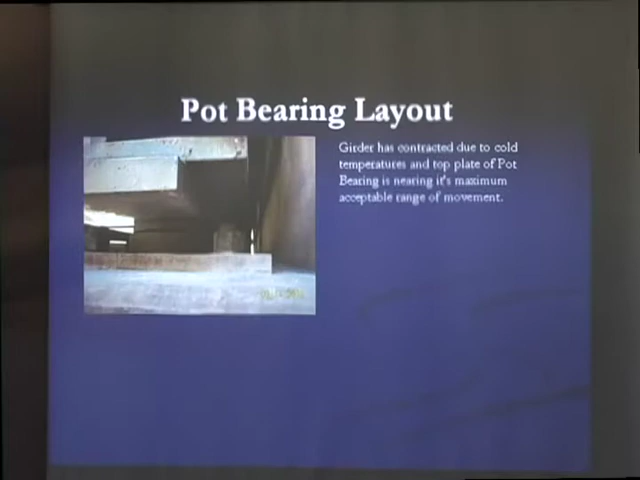 Pot Bearing Layout
Girder has contracted due to cold
temperatures and top plate of Pot
Bearing is nearing it's maximum
acceptable range of movement.